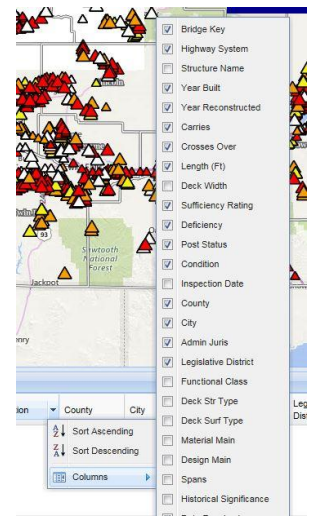 Bridge Key
Highway System
Structure Name
Year Built
Year Reconstructed
Carries
Crosses Over
Length (Ft)
Deck Width
Sufficiency Rating
Deficiency
Post Status
Condition
Inspection Date
County
City
Admin Juris
Legislative District
Functional Class
Deck Str Type
Deck Surf Type
Material Main
Design Main
Spans
Historical Significance
93
Sawtooth
National
Forest
Jackpot
County City
Leg
Sort Ascending
Sort Descending
Columns